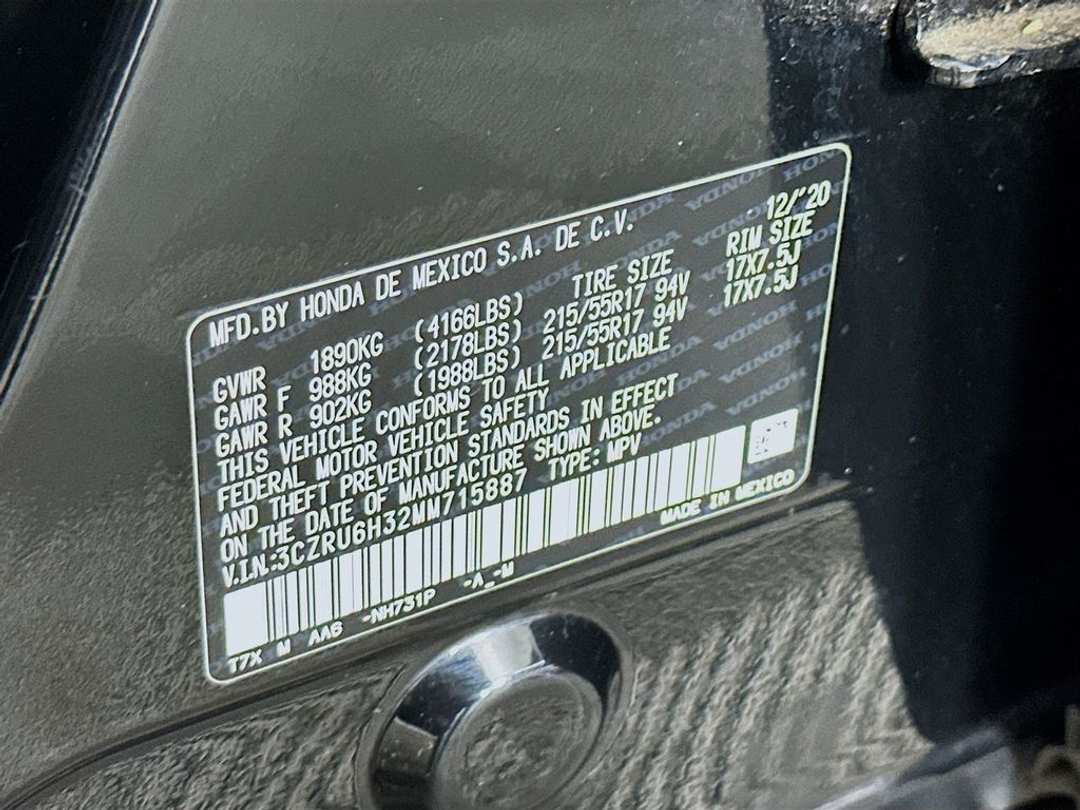 MFD.BY HONDA DE MEXICO S.A. DE C.V. 12/'20
TIRE SIZE RIM SIZE
GVWR 1890KG (4166LBS)
GAWR F 988KG (2178LBS) 215/55R17 94V 17X7.5J
GAWR R 902KG (1988LBS) 215/55R17 94V 17X7.5J
THIS VEHICLE CONFORMS TO ALL APPLICABLE
FEDERAL MOTOR VEHICLE SAFETY
AND THEFT PREVENTION STANDARDS IN EFFECT
ON THE DATE OF MANUFACTURE SHOWN ABOVE.
V.I.N.:3CZRU6H32MM715887 TYPE: MPV
T7X M AA6 -NH731P -A_-M MADE IN MEXICO